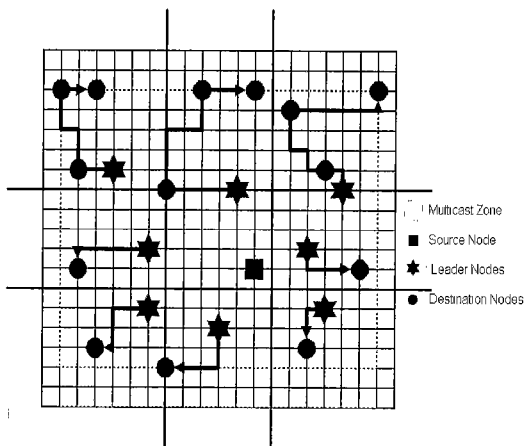 Multicast Zone
Source Node
Leader Nodes
Destination Nodes